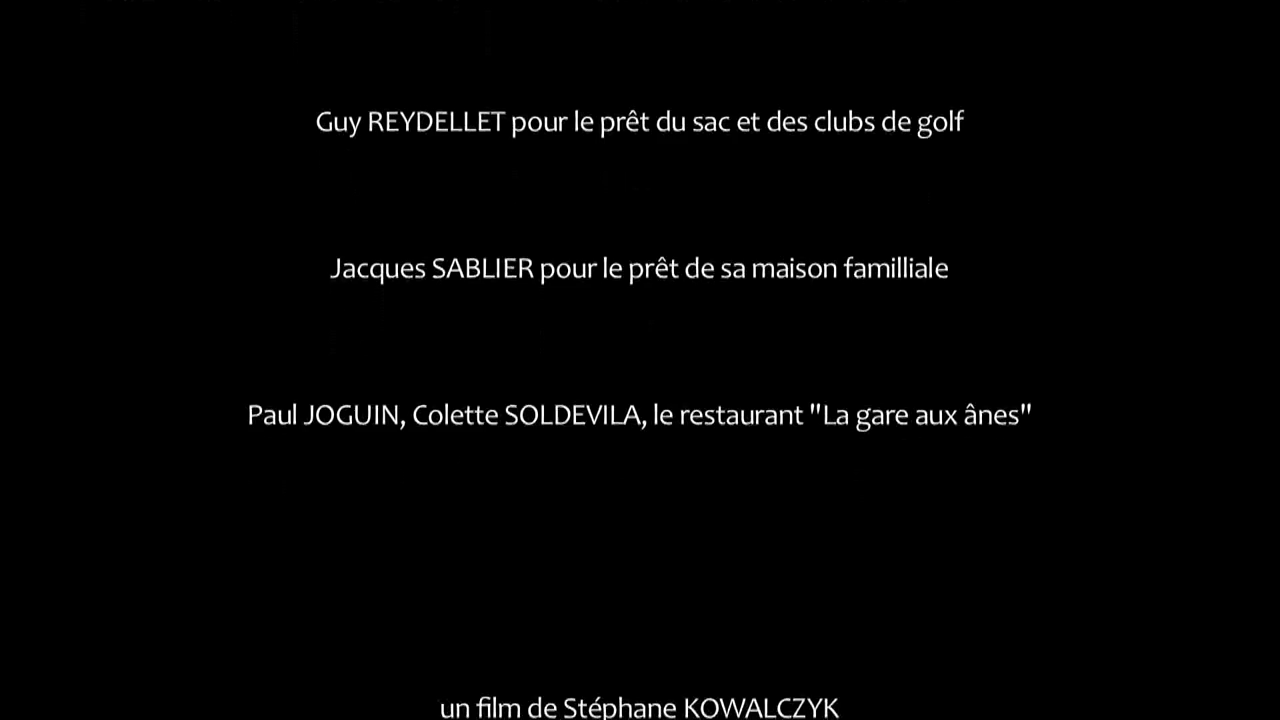 Guy REYDELLET pour le prêt du sac et des clubs de golf
Jacques SABLIER pour le prêt de sa maison familliale
Paul JOGUIN, Colette SOLDEVILA, le restaurant "La gare aux ânes"
un film de Stéphane KOWALCZYK